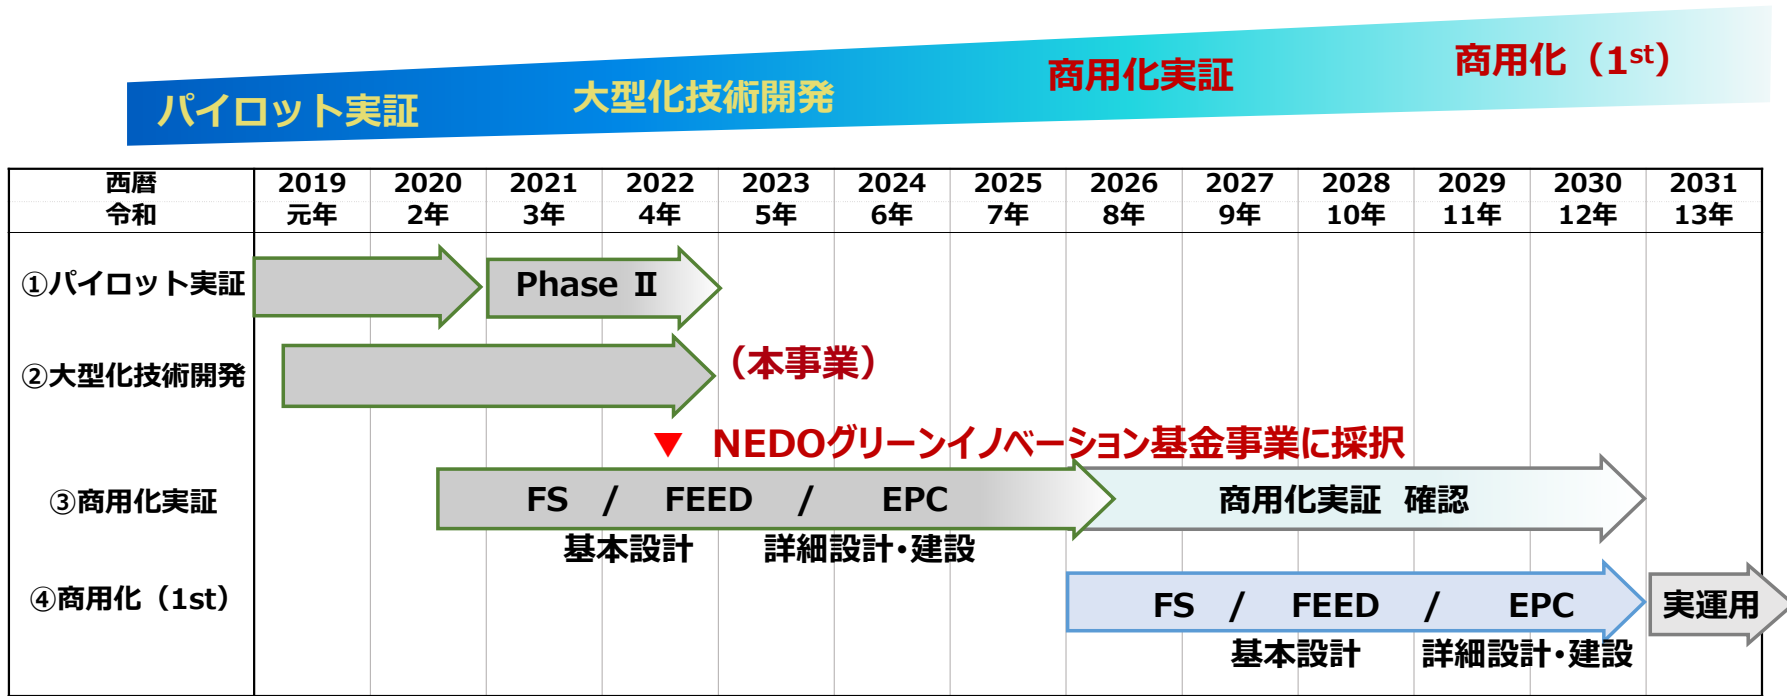 パイロット実証
大型化技術開発
商用化実証
商用化（1st）
西暦 2019 2020 2021 2022 2023 2024 2025 2026 2027 2028 2029 2030 2031
令和 元年 2年 3年 4年 5年 6年 7年 8年 9年 10年 11年 12年 13年
①パイロット実証 Phase Ⅱ
②大型化技術開発 （本事業）
▼ NEDOグリーンイノベーション基金事業に採択
③商用化実証 FS / FEED / EPC 商用化実証 確認
基本設計 詳細設計･建設
④商用化（1st） FS / FEED / EPC 実運用
基本設計 詳細設計･建設